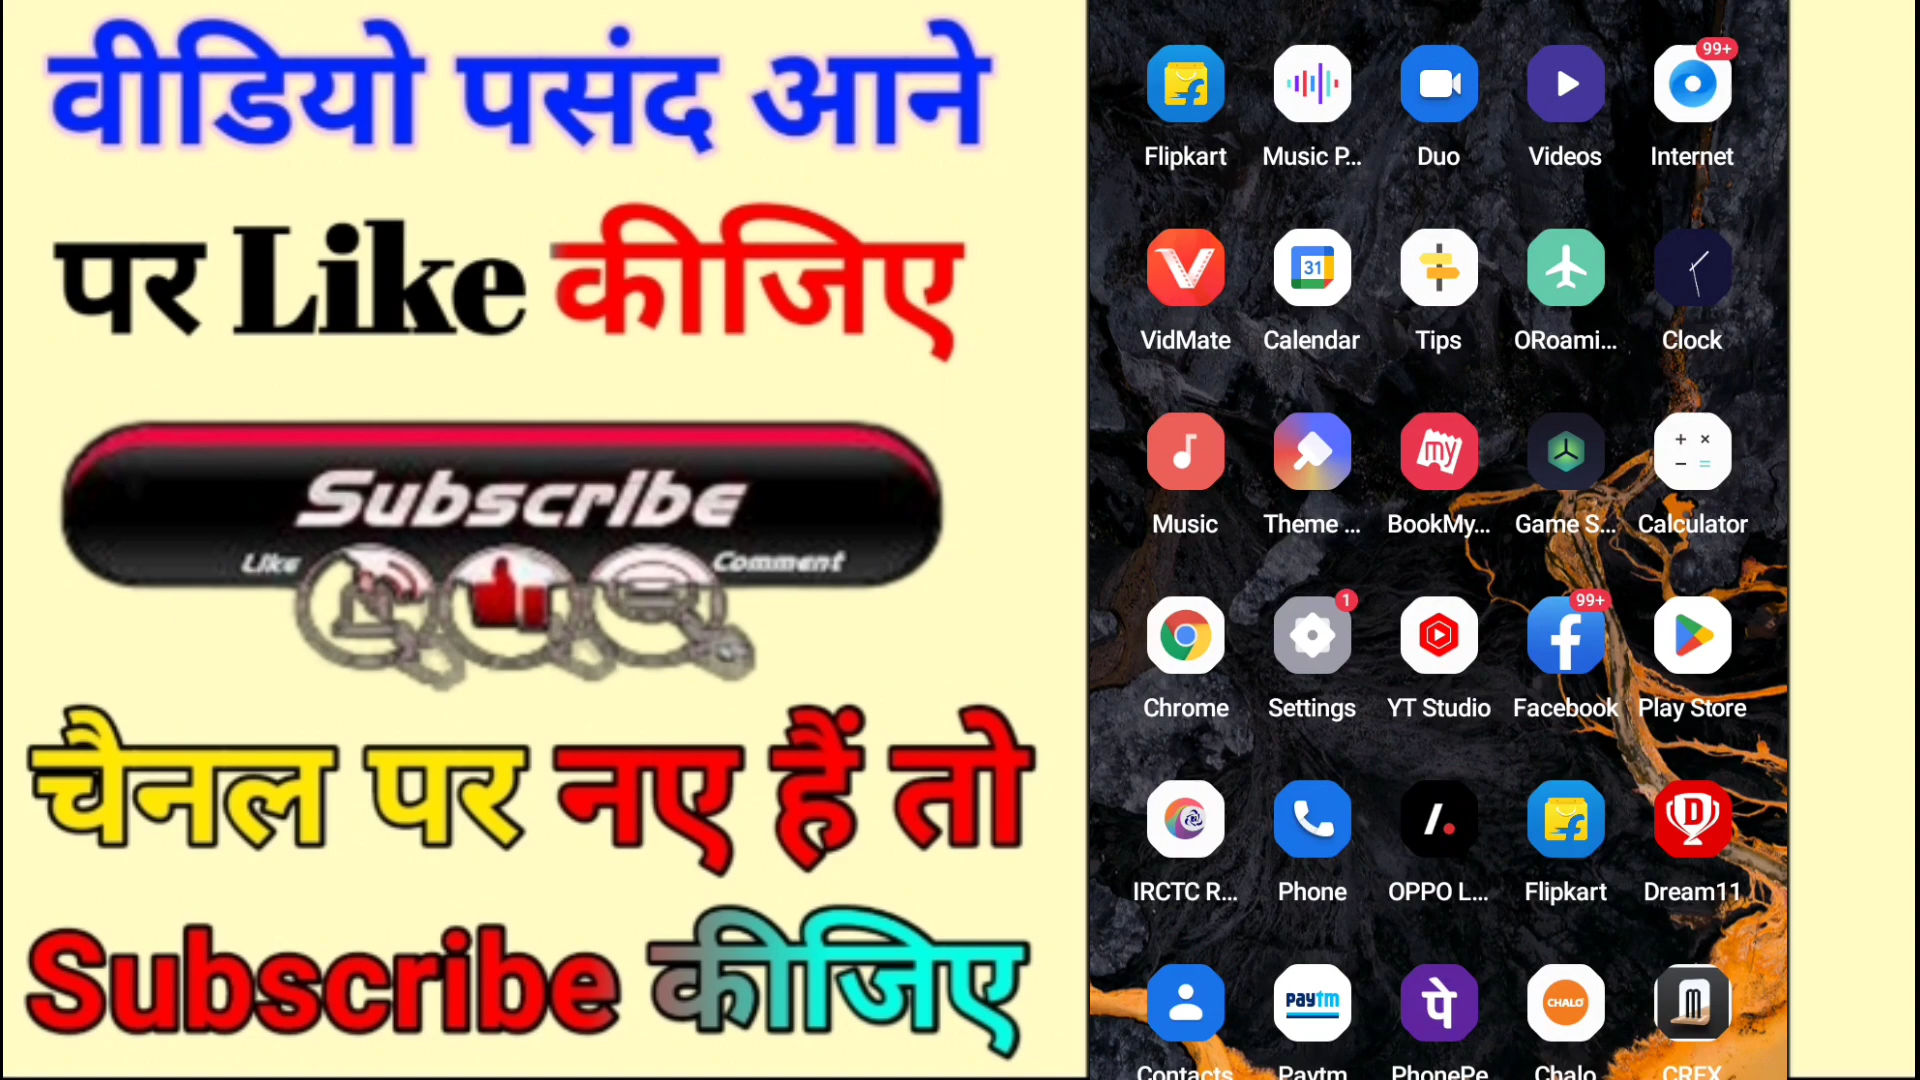 वीडियो पसंद आने
पर Like कीजिए
Subscribe
Like Comment
चैनल पर नए हैं तो
Subscribe कीजिए
99+
Flipkart Music P... Duo Videos Internet
31
VidMate Calendar Tips ORoami... Clock
my
Music Theme ... BookMy... Game S... Calculator
1 99+
Chrome Settings YT Studio Facebook Play Store
D
IRCTC R... Phone OPPO L... Flipkart Dream11
paytm पे CHALO
Contacts Paytm PhonePe Chalo CREX